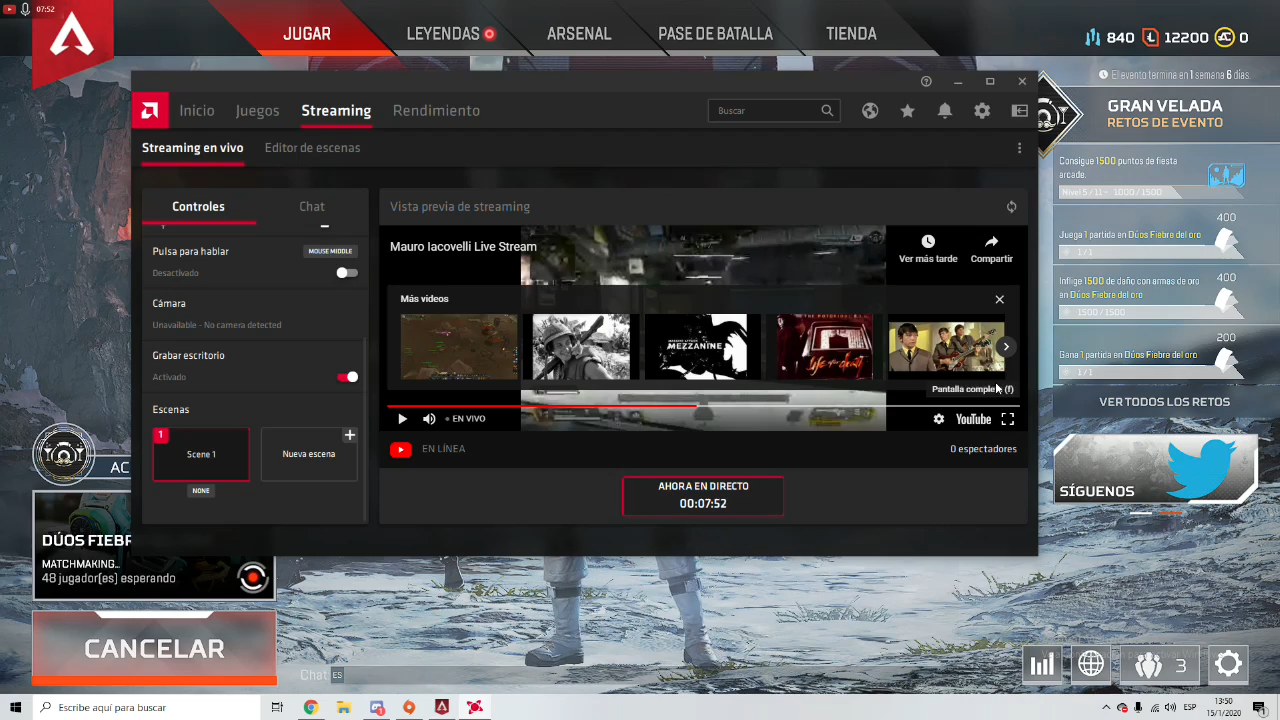 07:52
JUGAR
LEYENDAS
ARSENAL
PASE DE BATALLA
TIENDA
840
12200
0
El evento termina en 1 semana 6 días.
GRAN VELADA
RETOS DE EVENTO
Consigue 1500 puntos de fiesta
arcade.
Nivel 5/11- 1000/1500
400
Juega 1 partida en Dúos Fiebre del oro
1/1
400
Inflige 1500 de daño con armas de oro
en Dúos Fiebre del oro
1500/1500
200
Gana 1 partida en Dúos Fiebre del oro
1/1
VER TODOS LOS RETOS
SÍGUENOS
Inicio
Juegos
Streaming
Rendimiento
Buscar
Streaming en vivo
Editor de escenas
Controles
Chat
Pulsa para hablar
MOUSE MIDDLE
Desactivado
Cámara
Unavailable - No camera detected
Grabar escritorio
Activado
Escenas
1
Scene 1
Nueva escena
NONE
Vista previa de streaming
Mauro Iacovelli Live Stream
Ver más tarde
Compartir
Más videos
MEZZANINE
Pantalla comple (f)
EN VIVO
YouTube
EN LÍNEA
0 espectadores
AHORA EN DIRECTO
00:07:52
AC
DÚOS FIEBR
MATCHMAKING...
48 jugador(es) esperando
CANCELAR
Chat ES
3
Escribe aquí para buscar
ESP
13:50
15/1/2020
1